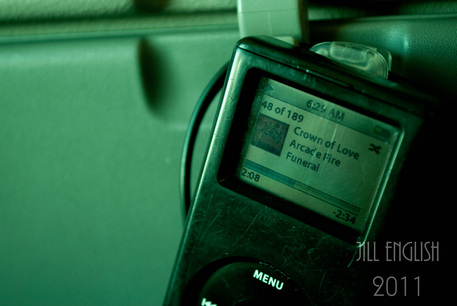 6:29 AM
48 of 189
Crown of Love
Arcade Fire
Funeral
2:08
-2:34
MENU
JILL ENGLISH
2011